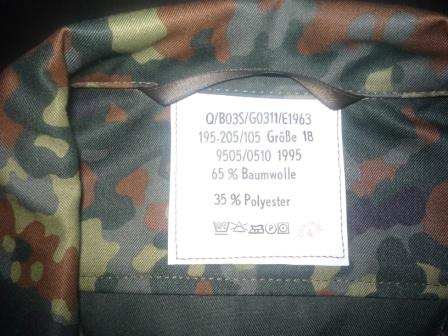 Q/B03S/G0311/E1963
195-205/105 Größe 18
9505/0510 1995
65 % Baumwolle
35 % Polyester